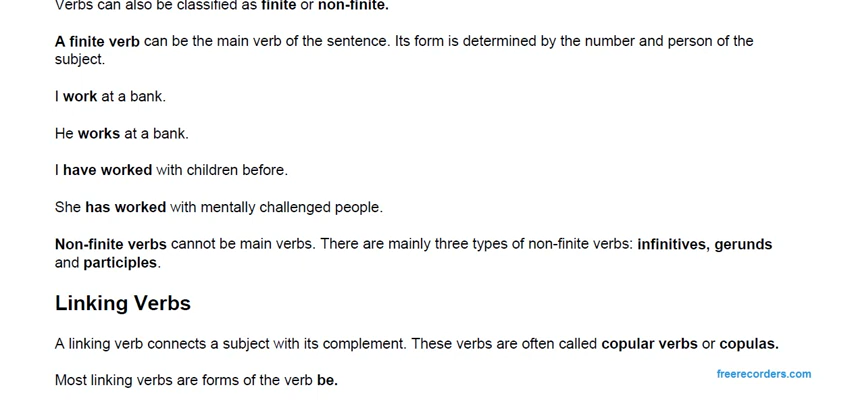 Verbs can also be classified as finite or non-finite.
A finite verb can be the main verb of the sentence. Its form is determined by the number and person of the
subject.
I work at a bank.
He works at a bank.
I have worked with children before.
She has worked with mentally challenged people.
Non-finite verbs cannot be main verbs. There are mainly three types of non-finite verbs: infinitives, gerunds
and participles.
Linking Verbs
A linking verb connects a subject with its complement. These verbs are often called copular verbs or copulas.
freerecorders.com
Most linking verbs are forms of the verb be.